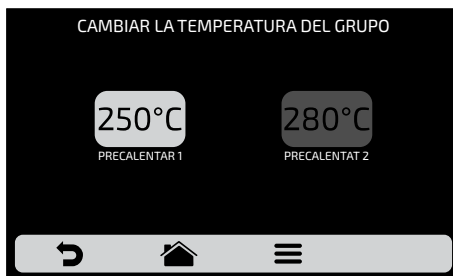 CAMBIAR LA TEMPERATURA DEL GRUPO
250°C 280°C
PRECALENTAR 1 PRECALENTAT 2